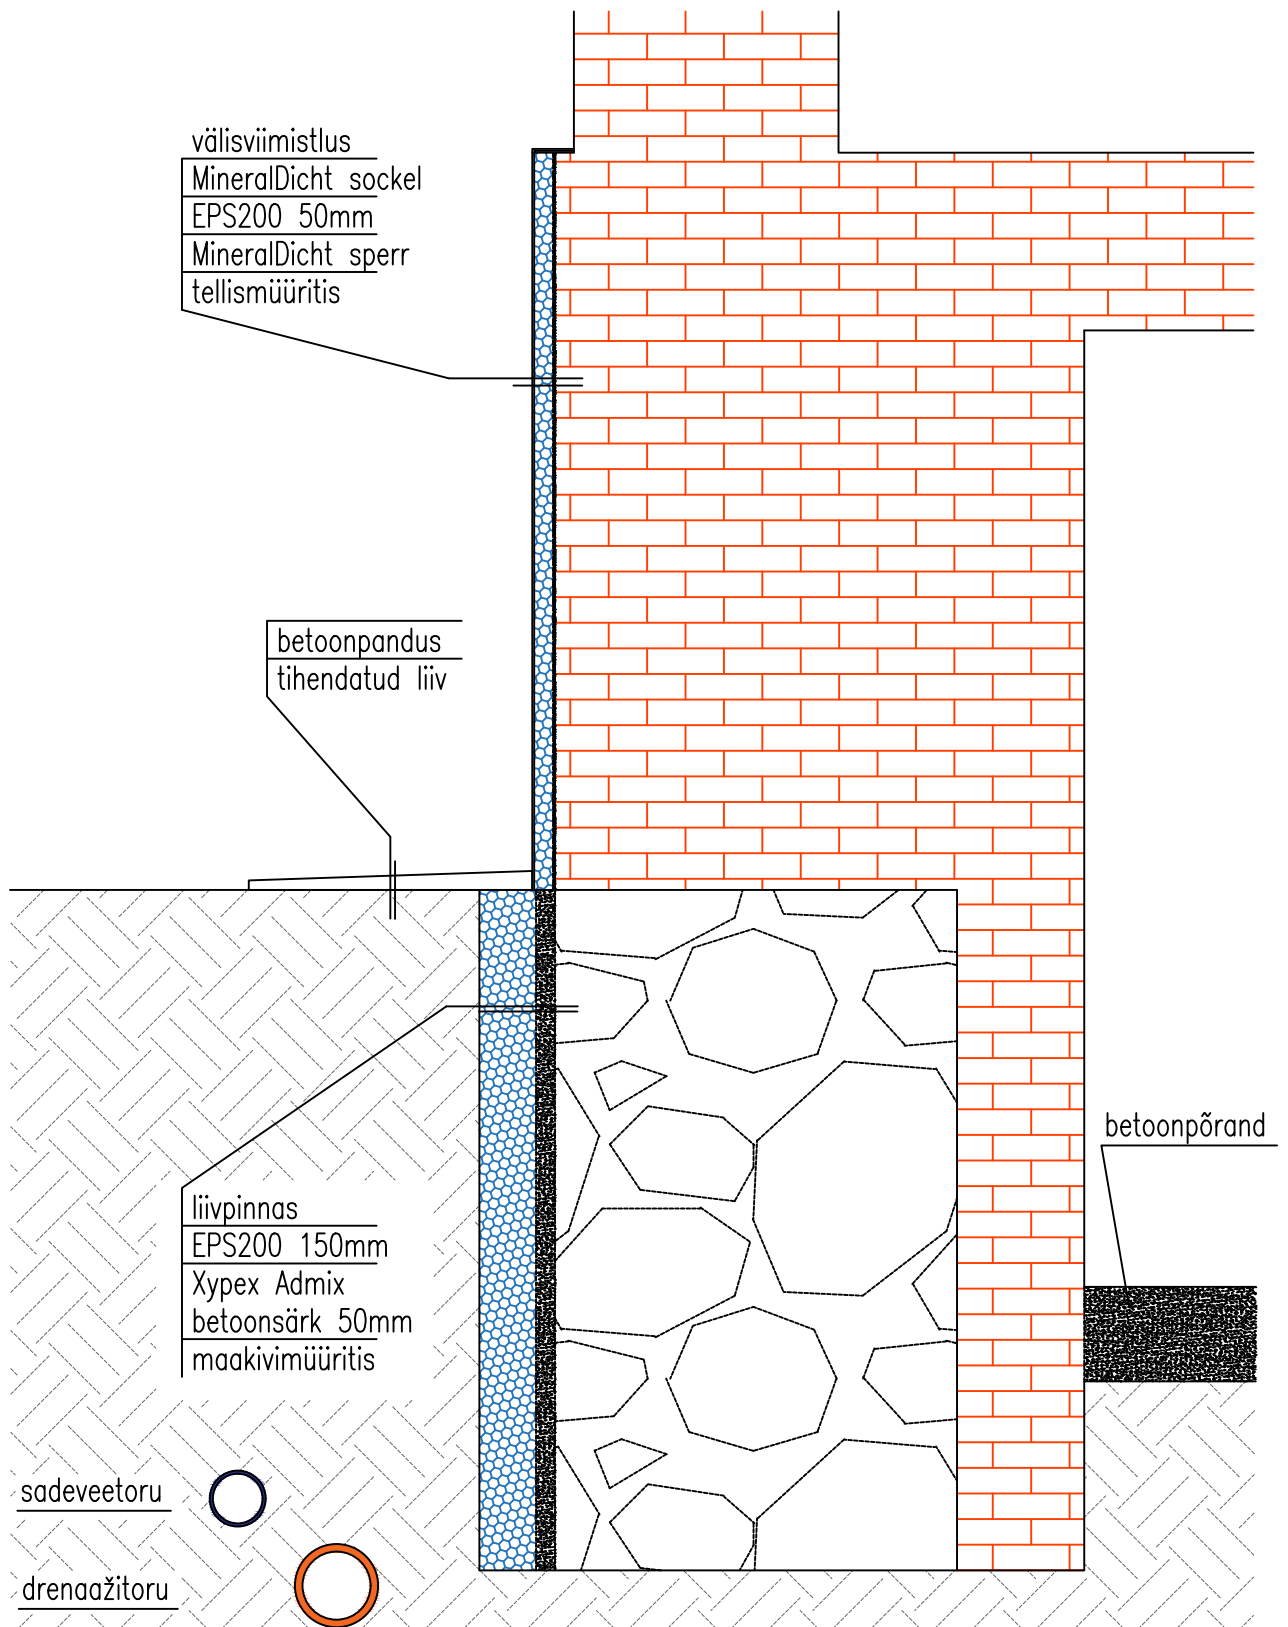 välisviimistlus
MineralDicht sockel
EPS200 50mm
MineralDicht sperr
tellismüüritis
betoonpandus
tihendatud liiv
betoonpõrand
liivpinnas
EPS200 150mm
Xypex Admix
betoonsärk 50mm
maakivimüüritis
sadeveetoru
drenaažitoru